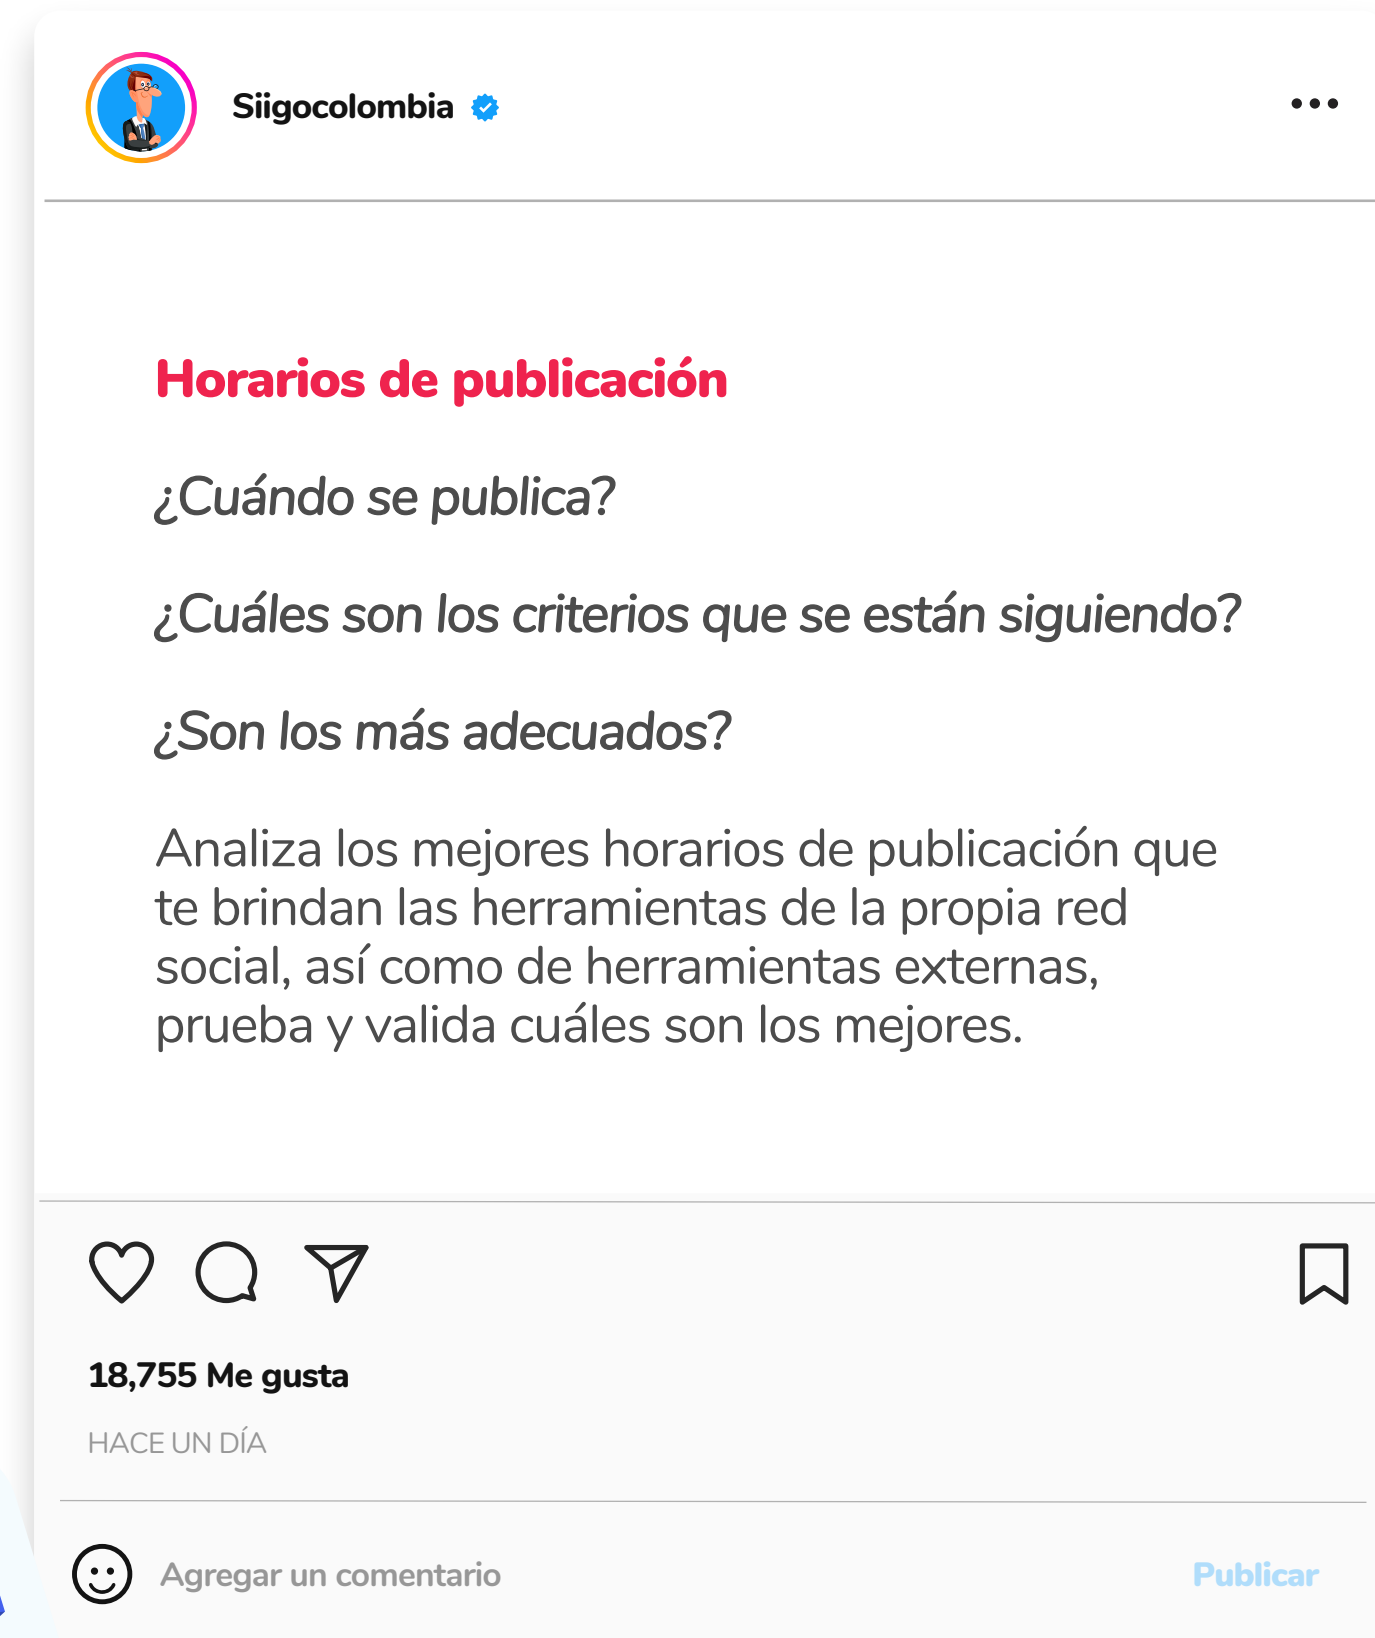 Siigocolombia
Horarios de publicación
¿Cuándo se publica?
¿Cuáles son los criterios que se están siguiendo?
¿Son los más adecuados?
Analiza los mejores horarios de publicación que
te brindan las herramientas de la propia red
social, así como de herramientas externas,
prueba y valida cuáles son los mejores.
18,755 Me gusta
HACE UN DÍA
Agregar un comentario
Publicar